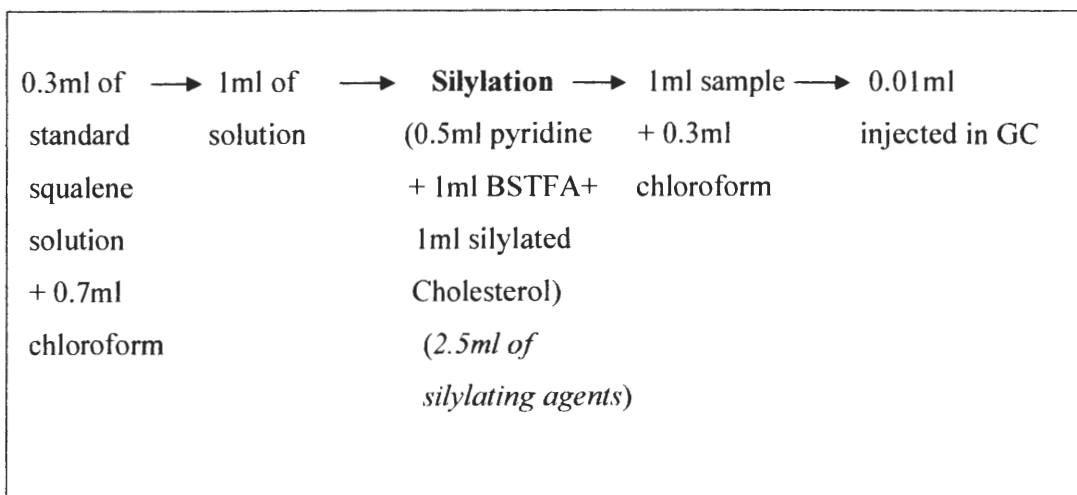 0.3ml of → 1ml of → Silylation → 1ml sample → 0.01ml
standard solution (0.5ml pyridine + 0.3ml injected in GC
squalene + 1ml BSTFA+ chloroform
solution 1ml silylated
+ 0.7ml Cholesterol)
chloroform (2.5ml of
silylating agents)